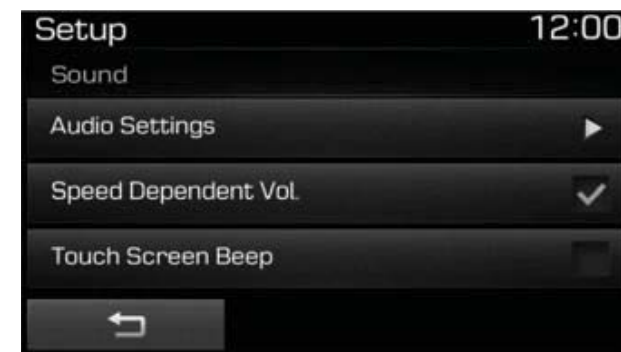 Setup 12:00
Sound
Audio Settings
Speed Dependent Vol.
Touch Screen Beep